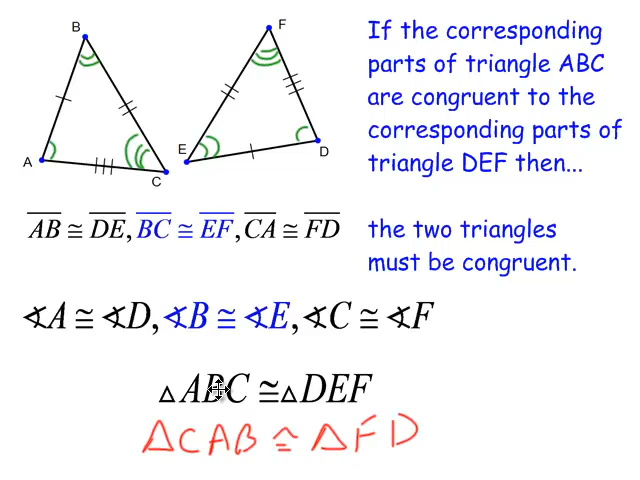 B
F
A
C
E
D
If the corresponding
parts of triangle ABC
are congruent to the
corresponding parts of
triangle DEF then...
AB ≅ DE, BC ≅ EF, CA ≅ FD
the two triangles
must be congruent.
∢A ≅ ∢D, ∢B ≅ ∢E, ∢C ≅ ∢F
△ABC ≅ △DEF
△CAB ≅ △FD